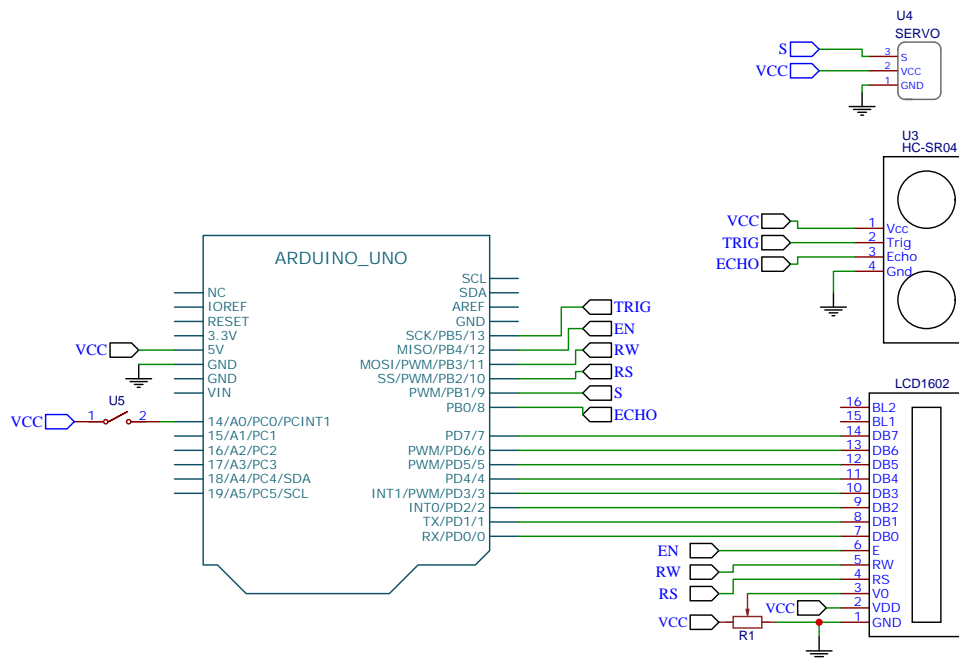 U4
SERVO
S
VCC
3 S
2 VCC
1 GND
U3
HC-SR04
VCC
TRIG
ECHO
1 Vcc
2 Trig
3 Echo
4 Gnd
ARDUINO_UNO
NC
IOREF
RESET
3.3V
5V
GND
GND
VIN
14/A0/PC0/PCINT1
15/A1/PC1
16/A2/PC2
17/A3/PC3
18/A4/PC4/SDA
19/A5/PC5/SCL
SCL
SDA
AREF
GND
SCK/PB5/13
MISO/PB4/12
MOSI/PWM/PB3/11
SS/PWM/PB2/10
PWM/PB1/9
PB0/8
PD7/7
PWM/PD6/6
PWM/PD5/5
PD4/4
INT1/PWM/PD3/3
INT0/PD2/2
TX/PD1/1
RX/PD0/0
VCC
U5
VCC
1 2
TRIG
EN
RW
RS
S
ECHO
LCD1602
16 BL2
15 BL1
14 DB7
13 DB6
12 DB5
11 DB4
10 DB3
9 DB2
8 DB1
7 DB0
6 E
5 RW
4 RS
3 V0
2 VDD
1 GND
EN
RW
RS
VCC
VCC
R1